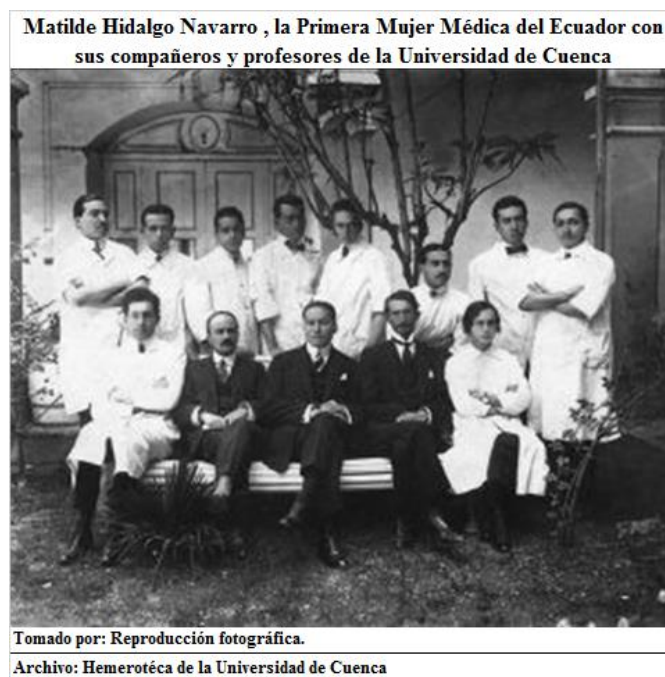 Matilde Hidalgo Navarro , la Primera Mujer Médica del Ecuador con
sus compañeros y profesores de la Universidad de Cuenca
Tomado por: Reproducción fotográfica.
Archivo: Hemerotéca de la Universidad de Cuenca